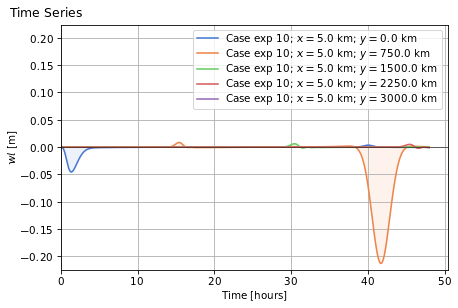 Time Series
0.20
0.15
0.10
0.05
0.00
−0.05
−0.10
−0.15
−0.20
wl [m]
Case exp 10; x = 5.0 km; y = 0.0 km
Case exp 10; x = 5.0 km; y = 750.0 km
Case exp 10; x = 5.0 km; y = 1500.0 km
Case exp 10; x = 5.0 km; y = 2250.0 km
Case exp 10; x = 5.0 km; y = 3000.0 km
0 10 20 30 40 50
Time [hours]